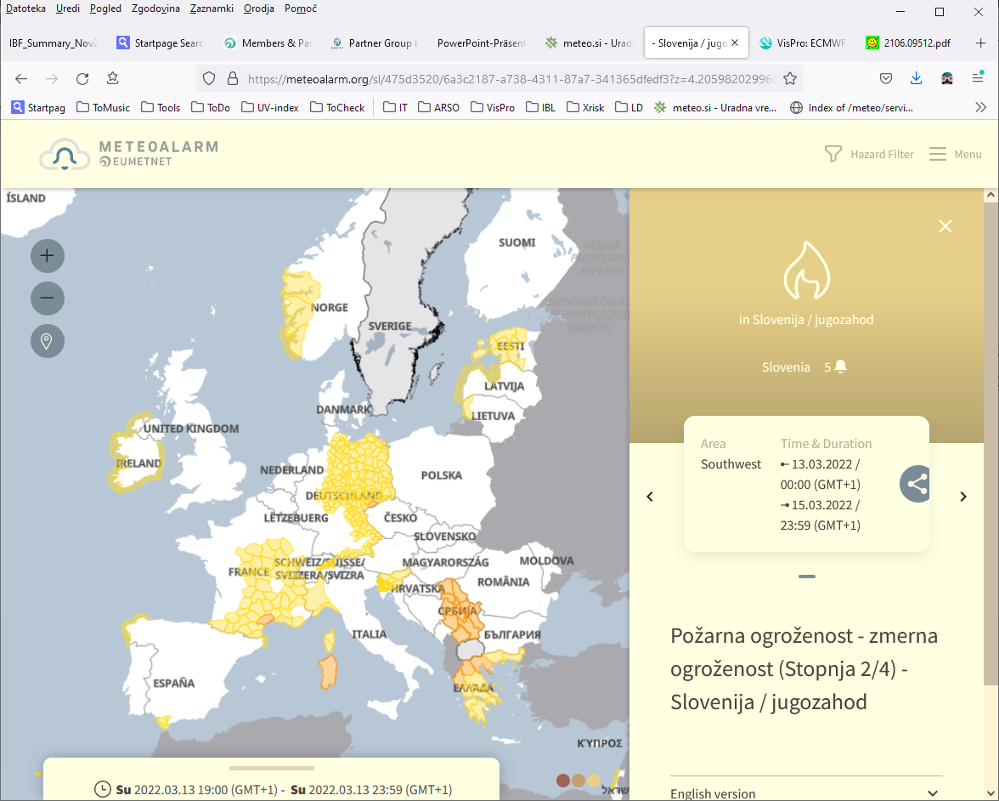 Datoteka Uredi Pogled Zgodovina Zaznamki Orodja Pomoč
IBF_Summary_Nov2 Startpage Searc Members & Pa Partner Group H PowerPoint-Präsent meteo.si - Urad - Slovenija / jugo VisPro: ECMWF 2106.09512.pdf
https://meteoalarm.org/sl/475d3520/6a3c2187-a738-4311-87a7-341365dfedf3?z=4.205982029960
Startpag ToMusic Tools ToDo UV-index ToCheck IT ARSO VisPro IBL Xrisk LD meteo.si - Uradna vre... Index of /meteo/servi...
METEOALARM
EUMETNET
Hazard Filter Menu
ÍSLAND
SUOMI
KARJALA
РЕСПУБЛИКА
КАРЕЛИЯ
LENINGRAD OBLAS
ЛЕНИНГРАДСКАЯ
ОБЛАСТЬ
NORGE
SVERIGE
EESTI
LATVIJA
LIETUVA
DANMARK
UNITED KINGDOM
IRELAND
NEDERLAND
POLSKA
DEUTSCHLAND
LËTZEBUERG
ČESKO
SLOVENSKO
SCHWEIZ/SUISSE/
SVIZZERA/SVIZRA
MAGYARORSZÁG
MOLDOVA
FRANCE
ROMÂNIA
HRVATSKA
СРБИЈА
ITALIA
БЪЛГАРИЯ
ESPAÑA
ΕΛΛΆΔΑ
ΚΎΠΡΟΣ
ישראל
Su 2022.03.13 19:00 (GMT+1) - Su 2022.03.13 23:59 (GMT+1)
in Slovenija / jugozahod
Slovenia 5
Area
Southwest
Time & Duration
13.03.2022 /
00:00 (GMT+1)
15.03.2022 /
23:59 (GMT+1)
Požarna ogroženost - zmerna
ogroženost (Stopnja 2/4) -
Slovenija / jugozahod
English version